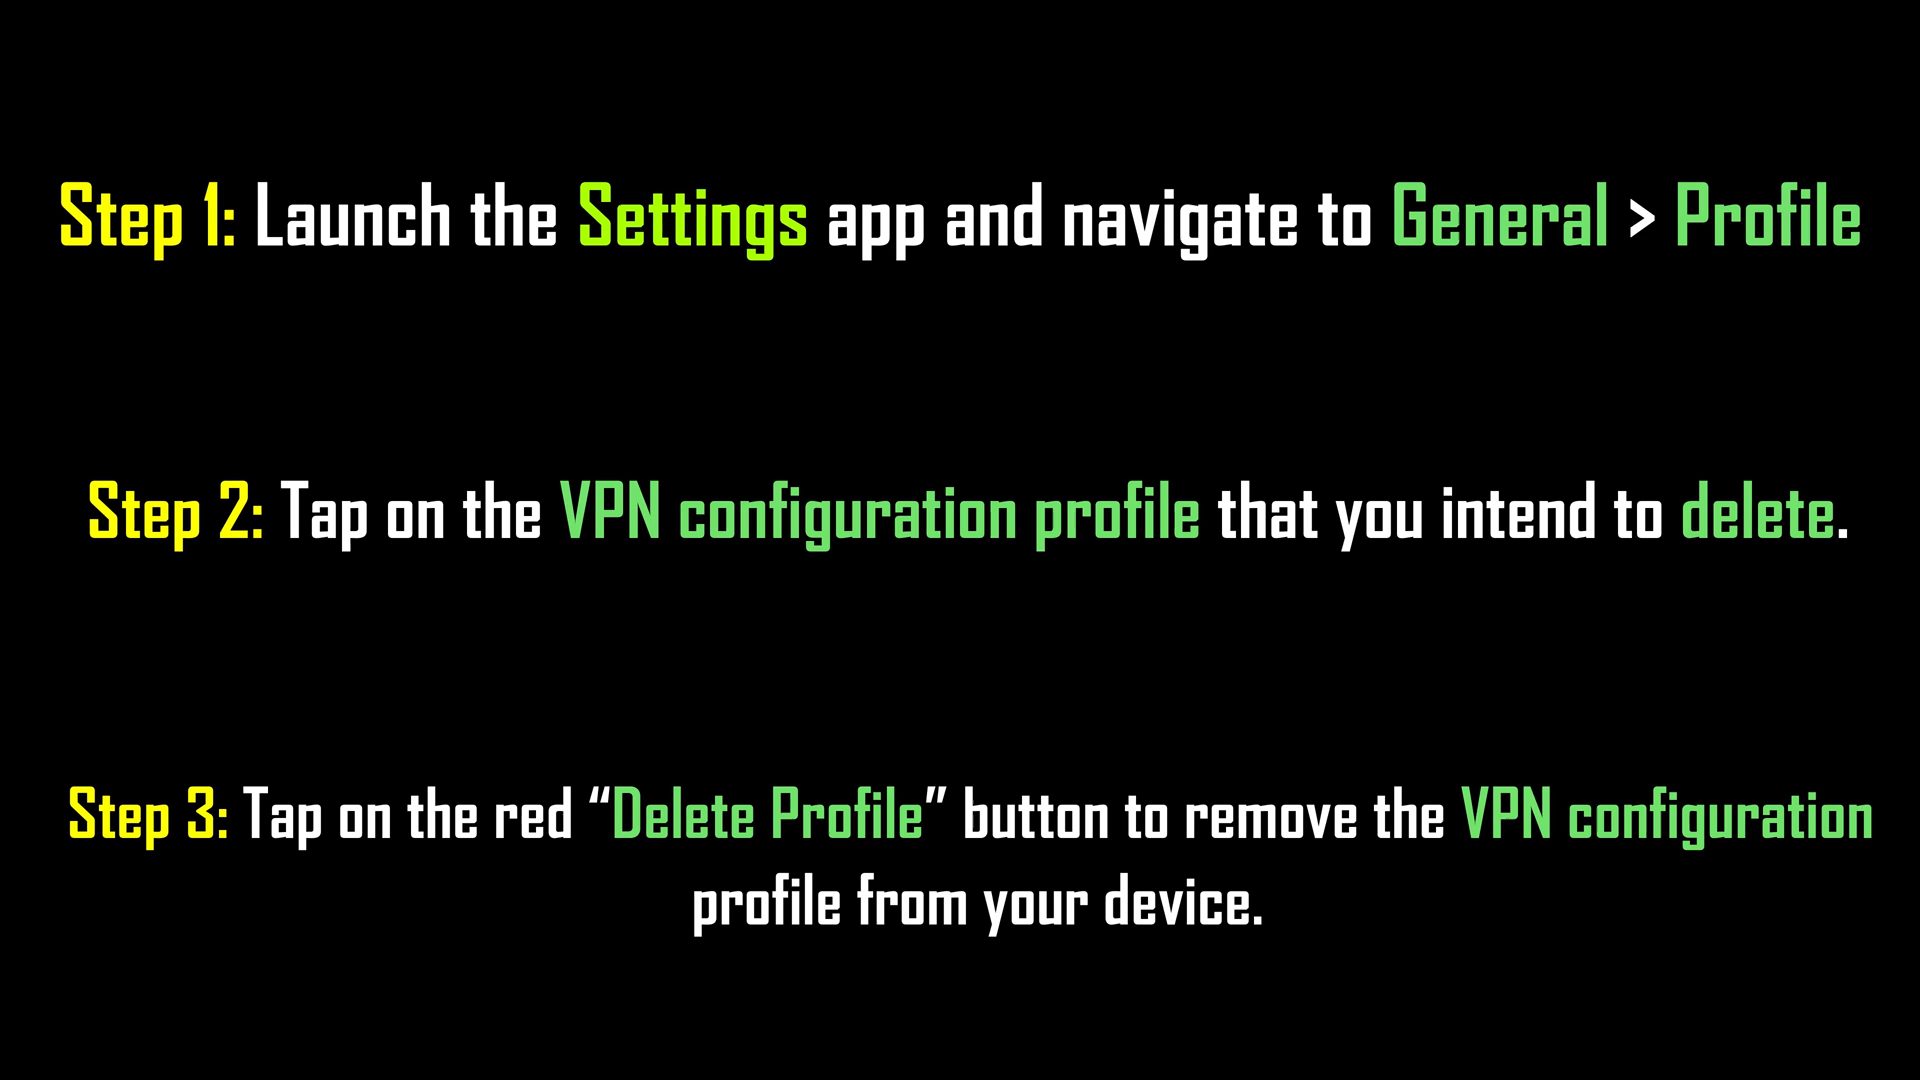 Step 1: Launch the Settings app and navigate to General > Profile
Step 2: Tap on the VPN configuration profile that you intend to delete.
Step 3: Tap on the red “Delete Profile” button to remove the VPN configuration
profile from your device.